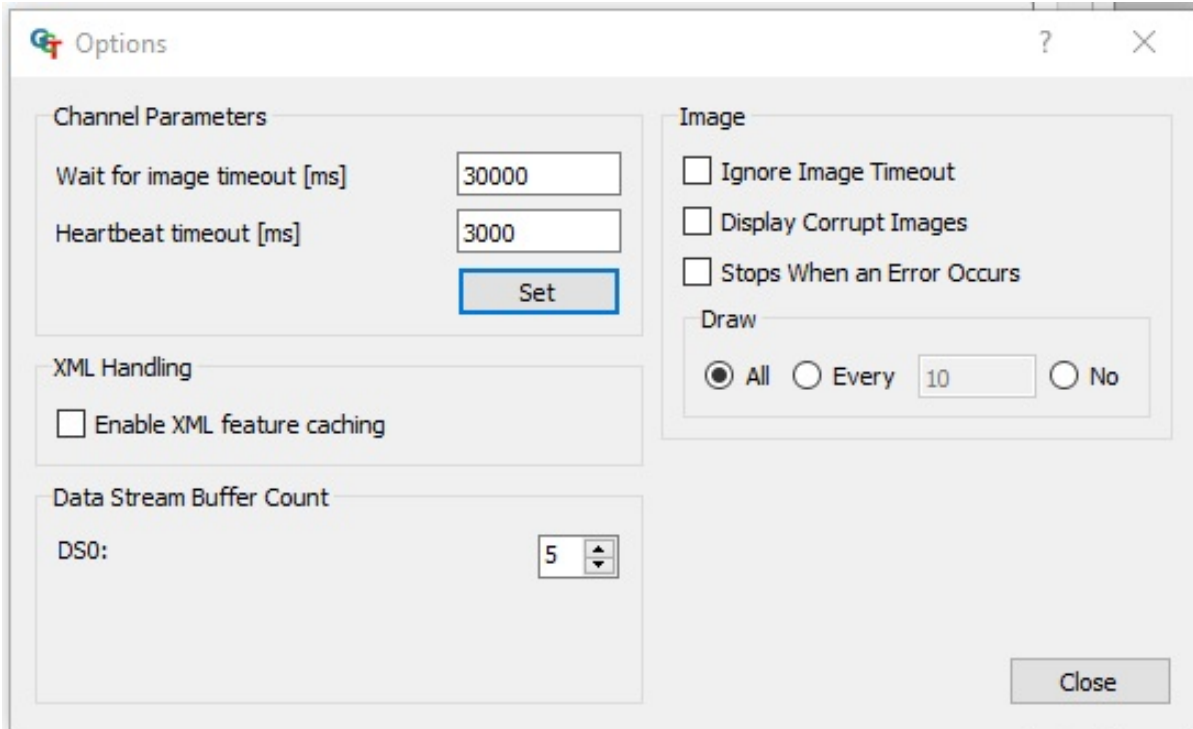 GCT Options ?
Channel Parameters
Wait for image timeout [ms] 30000
Heartbeat timeout [ms] 3000
Set
XML Handling
Enable XML feature caching
Data Stream Buffer Count
DS0: 5
Image
Ignore Image Timeout
Display Corrupt Images
Stops When an Error Occurs
Draw
All Every 10 No
Close